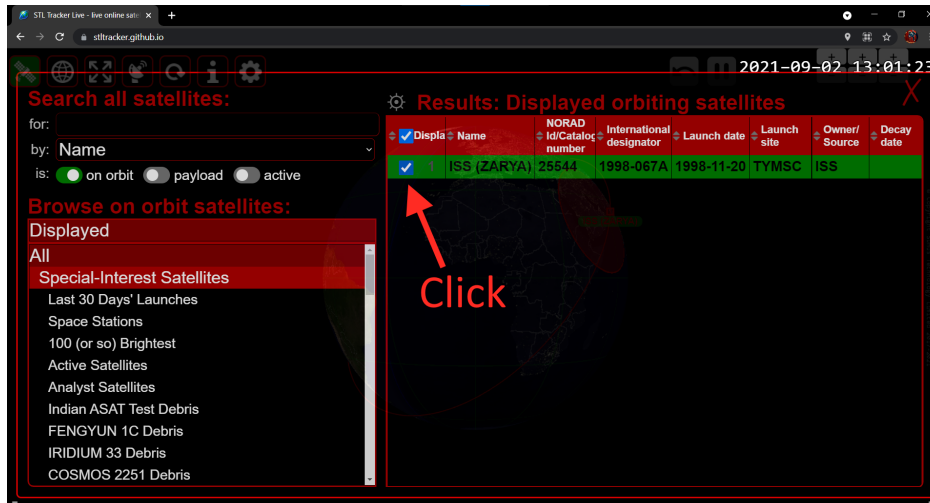 STL Tracker Live - live online sate
stltracker.github.io
2021-09-02 13:01:23
Search all satellites:
for:
by: Name
is: on orbit payload active
Browse on orbit satellites:
Displayed
All
Special-Interest Satellites
Last 30 Days' Launches
Space Stations
100 (or so) Brightest
Active Satellites
Analyst Satellites
Indian ASAT Test Debris
FENGYUN 1C Debris
IRIDIUM 33 Debris
COSMOS 2251 Debris
Results: Displayed orbiting satellites
X
Displa Name NORAD Id/Catalog number International designator Launch date Launch site Owner/ Source Decay date
1 ISS (ZARYA) 25544 1998-067A 1998-11-20 TYMSC ISS
Click